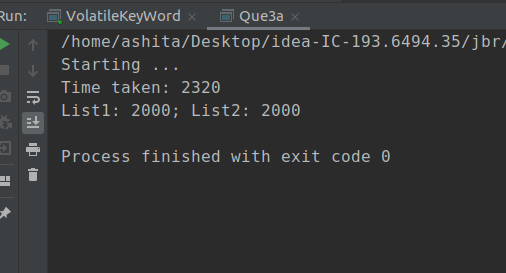 Run: VolatileKeyWord × Que3a ×
/home/ashita/Desktop/idea-IC-193.6494.35/jbr/
Starting ...
Time taken: 2320
List1: 2000; List2: 2000
Process finished with exit code 0